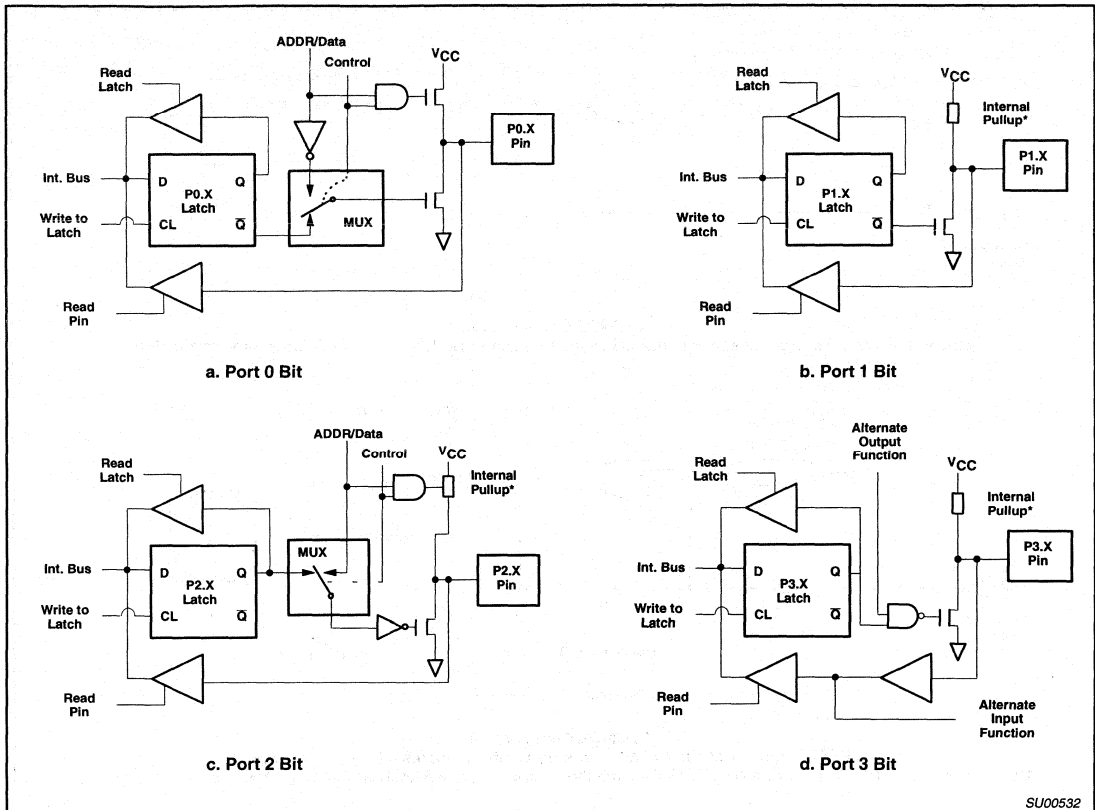 ADDR/Data
Control
VCC
Read
Latch
Int. Bus
Write to
Latch
D
Q
P0.X
Latch
CL
Q̅
MUX
P0.X
Pin
Read
Pin
a. Port 0 Bit
VCC
Read
Latch
Internal
Pullup*
Int. Bus
Write to
Latch
D
Q
P1.X
Latch
CL
Q̅
P1.X
Pin
Read
Pin
b. Port 1 Bit
ADDR/Data
Control
VCC
Internal
Pullup*
Read
Latch
Int. Bus
Write to
Latch
D
Q
P2.X
Latch
CL
Q̅
MUX
P2.X
Pin
Read
Pin
c. Port 2 Bit
Alternate
Output
Function
VCC
Read
Latch
Internal
Pullup*
Int. Bus
Write to
Latch
D
Q
P3.X
Latch
CL
Q̅
P3.X
Pin
Read
Pin
Alternate
Input
Function
d. Port 3 Bit
SU00532